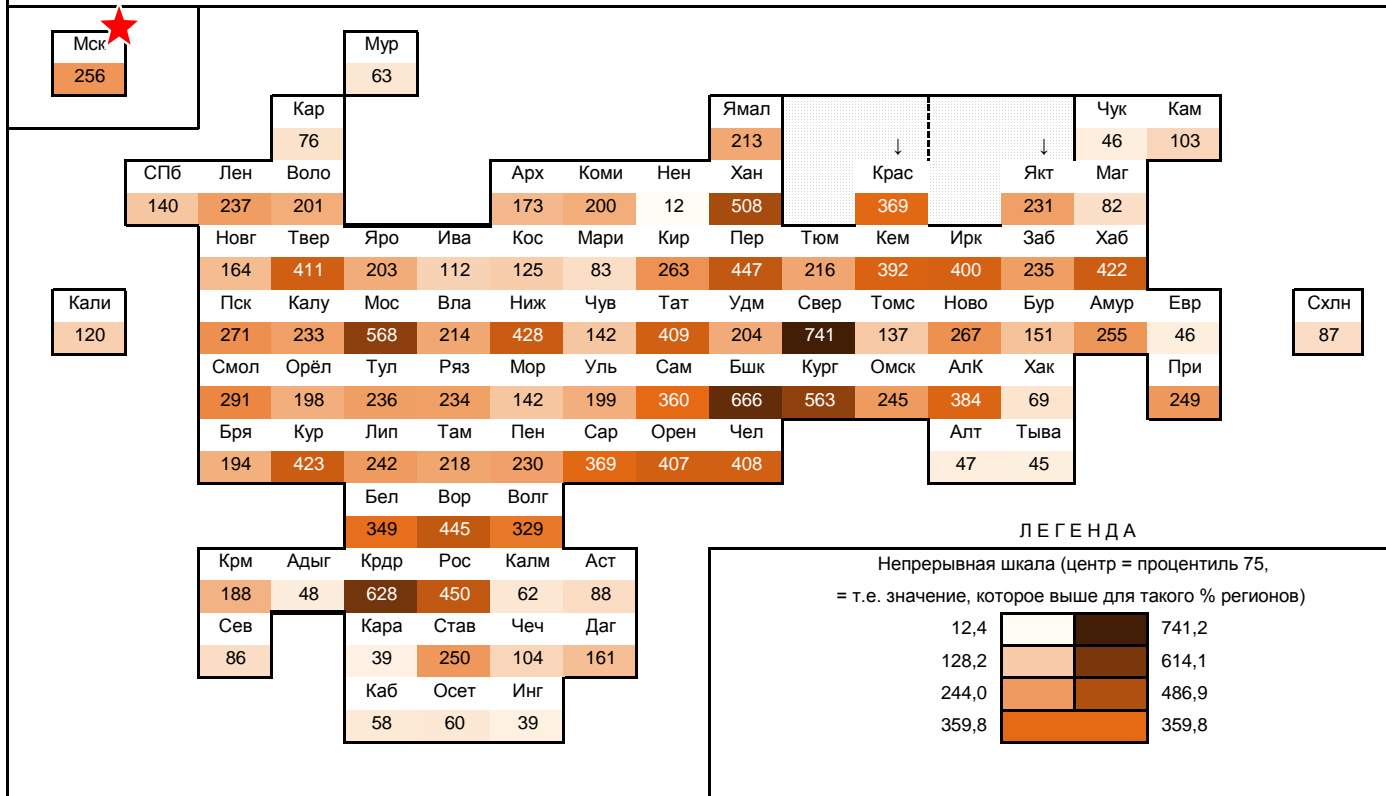 Мск Мур
256 63
Кар Ямал Чук Кам
76 213 ↓ ↓ 46 103
СПб Лен Воло Арх Коми Нен Хан Крас Якт Маг
140 237 201 173 200 12 508 369 231 82
Новг Твер Яро Ива Кос Мари Кир Пер Тюм Кем Ирк Заб Хаб
164 411 203 112 125 83 263 447 216 392 400 235 422
Кали Пск Калу Мос Вла Ниж Чув Тат Удм Свер Томс Ново Бур Амур Евр Схлн
120 271 233 568 214 428 142 409 204 741 137 267 151 255 46 87
Смол Орёл Тул Ряз Мор Уль Сам Бшк Кург Омск АлК Хак При
291 198 236 234 142 199 360 666 563 245 384 69 249
Бря Кур Лип Там Пен Сар Орен Чел Алт Тыва
194 423 242 218 230 369 407 408 47 45
Бел Вор Волг
349 445 329
Крм Адыг Крдр Рос Калм Аст
188 48 628 450 62 88
Сев Кара Став Чеч Даг
86 39 250 104 161
Каб Осет Инг
58 60 39
Л Е Г Е Н Д А
Непрерывная шкала (центр = процентиль 75,
= т.е. значение, которое выше для такого % регионов)
12,4 741,2
128,2 614,1
244,0 486,9
359,8 359,8